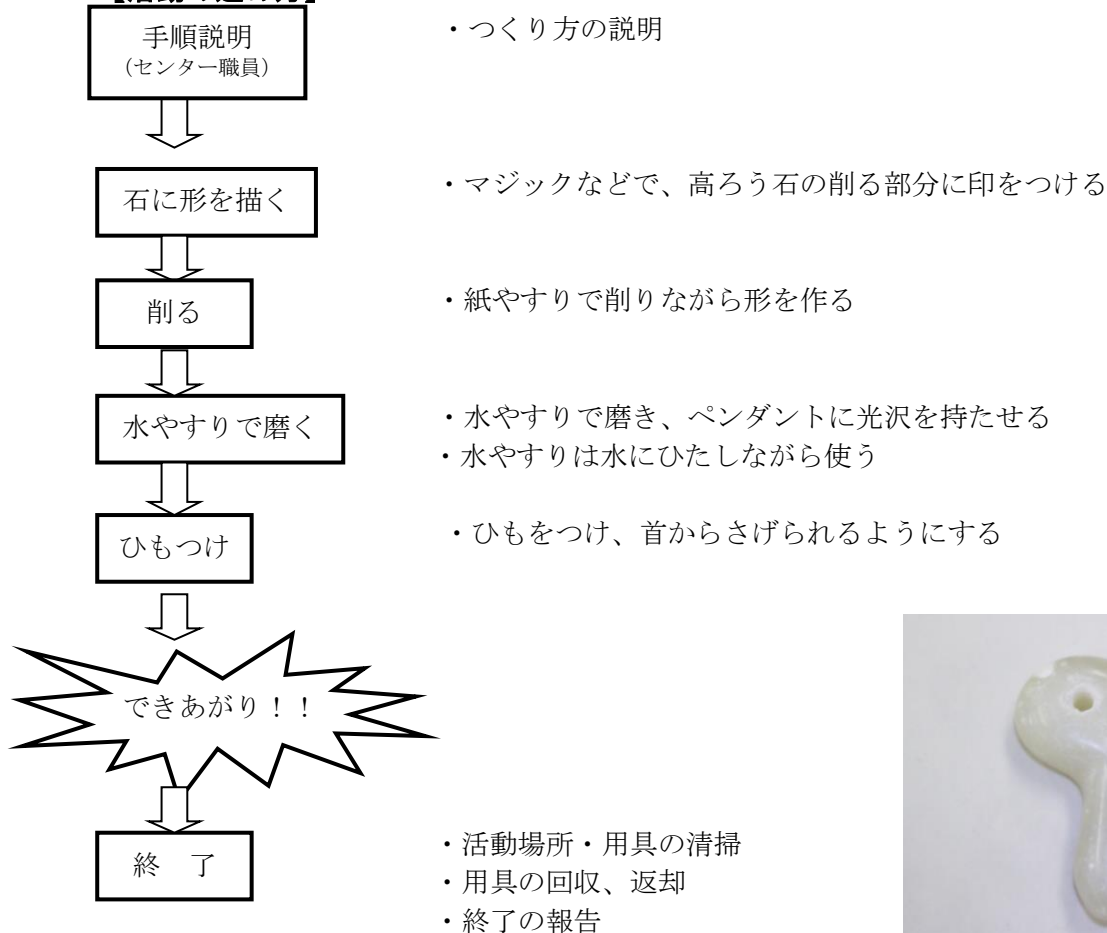 手順説明
(センター職員)
・つくり方の説明
石に形を描く
・マジックなどで、高ろう石の削る部分に印をつける
削る
・紙やすりで削りながら形を作る
水やすりで磨く
・水やすりで磨き、ペンダントに光沢を持たせる
・水やすりは水にひたしながら使う
ひもつけ
・ひもをつけ、首からさげられるようにする
できあがり！！
終　了
・活動場所・用具の清掃
・用具の回収、返却
・終了の報告